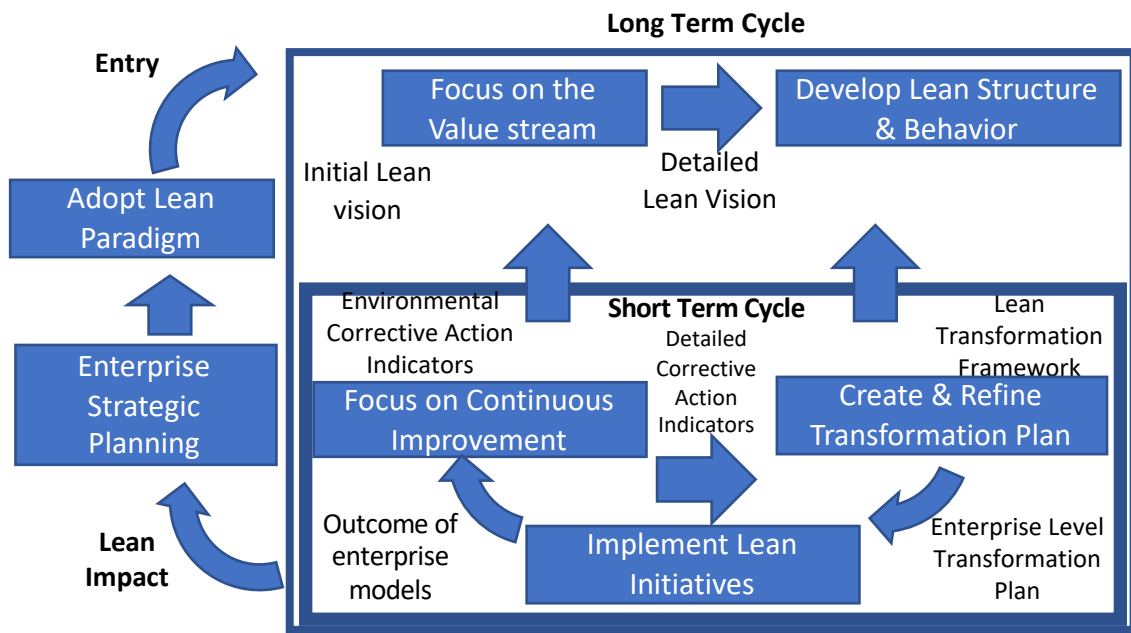 Long Term Cycle
Entry
Focus on the
Value stream
Develop Lean Structure
& Behavior
Initial Lean
vision
Detailed
Lean Vision
Adopt Lean
Paradigm
Environmental
Corrective Action
Indicators
Short Term Cycle
Detailed
Corrective
Action
Indicators
Lean
Transformation
Framework
Enterprise
Strategic
Planning
Focus on Continuous
Improvement
Create & Refine
Transformation Plan
Lean
Impact
Outcome of
enterprise
models
Implement Lean
Initiatives
Enterprise Level
Transformation
Plan